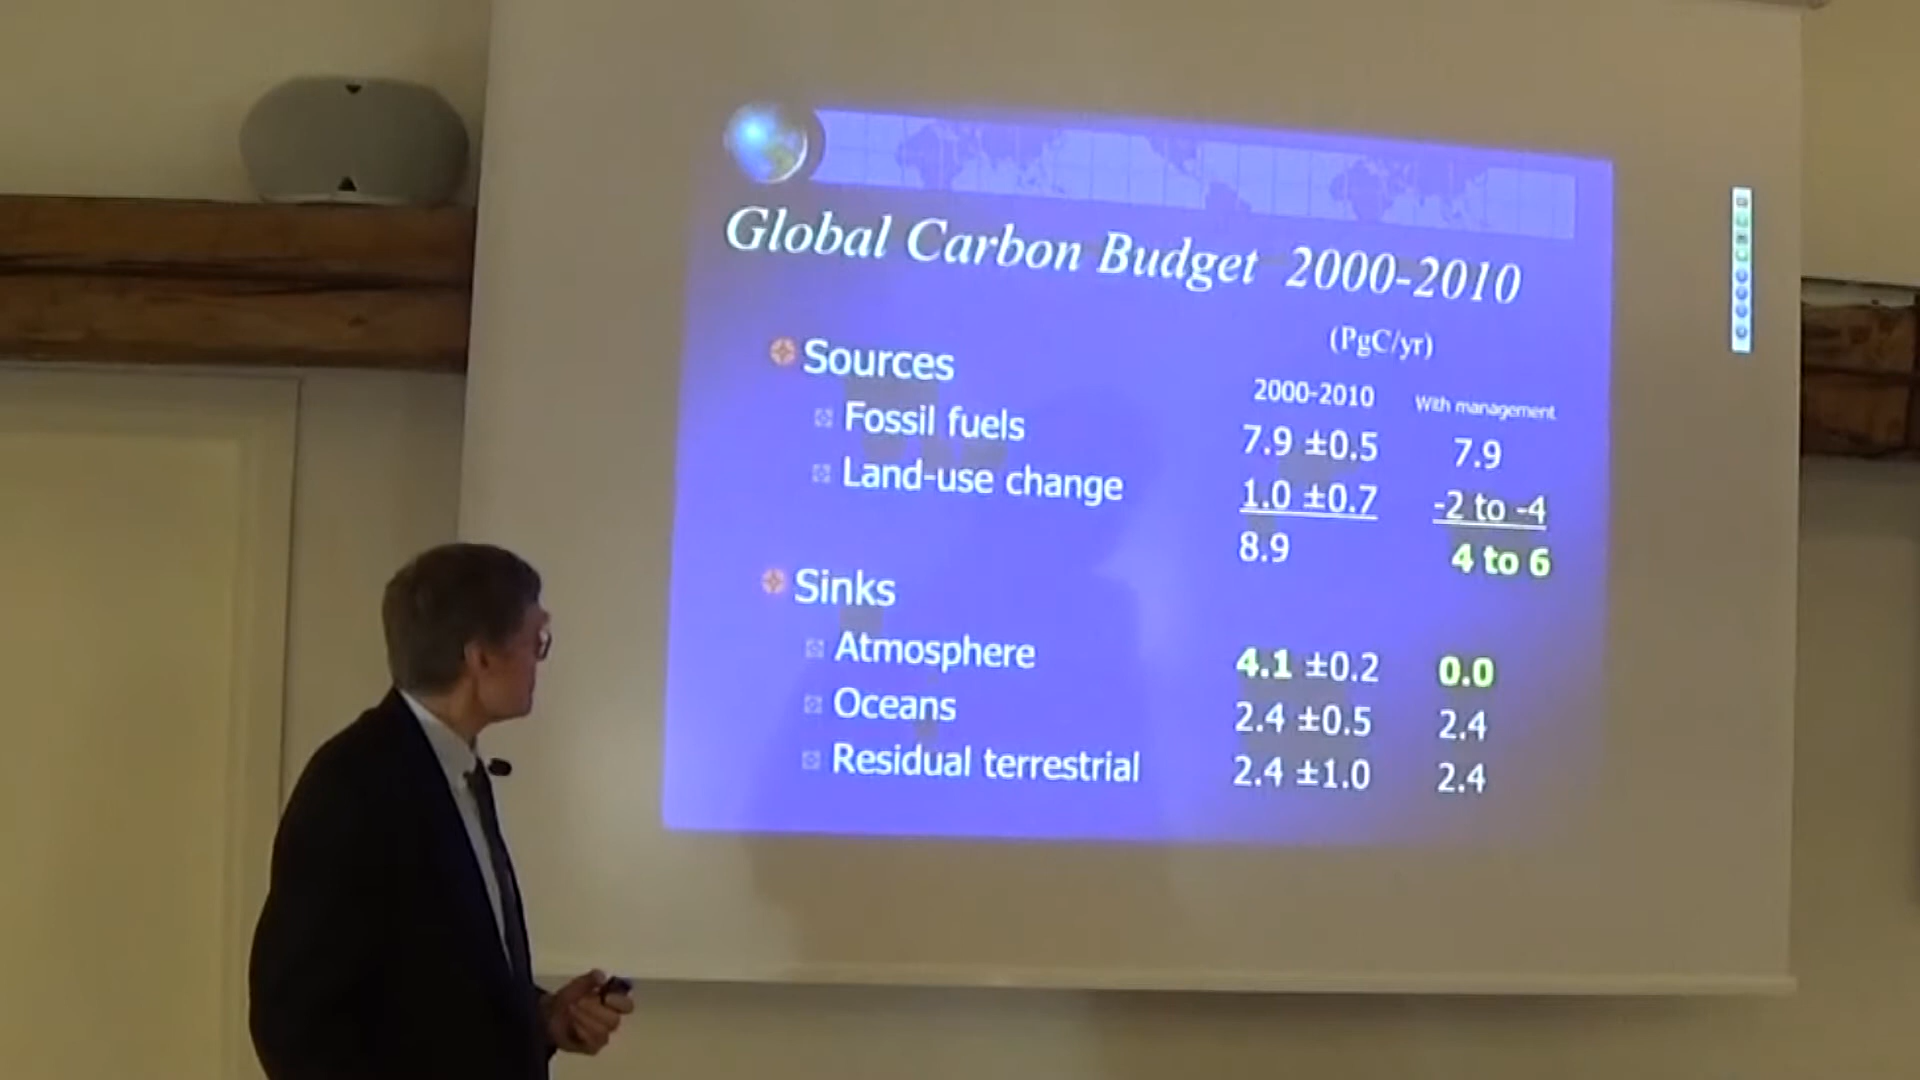 Global Carbon Budget 2000-2010
(PgC/yr)
Sources
2000-2010 With management
Fossil fuels 7.9 ±0.5 7.9
Land-use change 1.0 ±0.7 -2 to -4
8.9 4 to 6
Sinks
Atmosphere 4.1 ±0.2 0.0
Oceans 2.4 ±0.5 2.4
Residual terrestrial 2.4 ±1.0 2.4